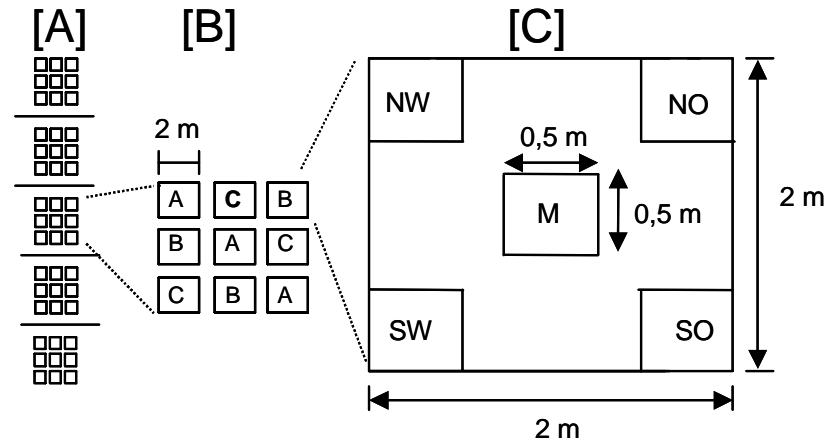 [A] [B] [C]
2 m
A C B
B A C
C B A
NW NO
0,5 m
M 0,5 m
2 m
SW SO
2 m